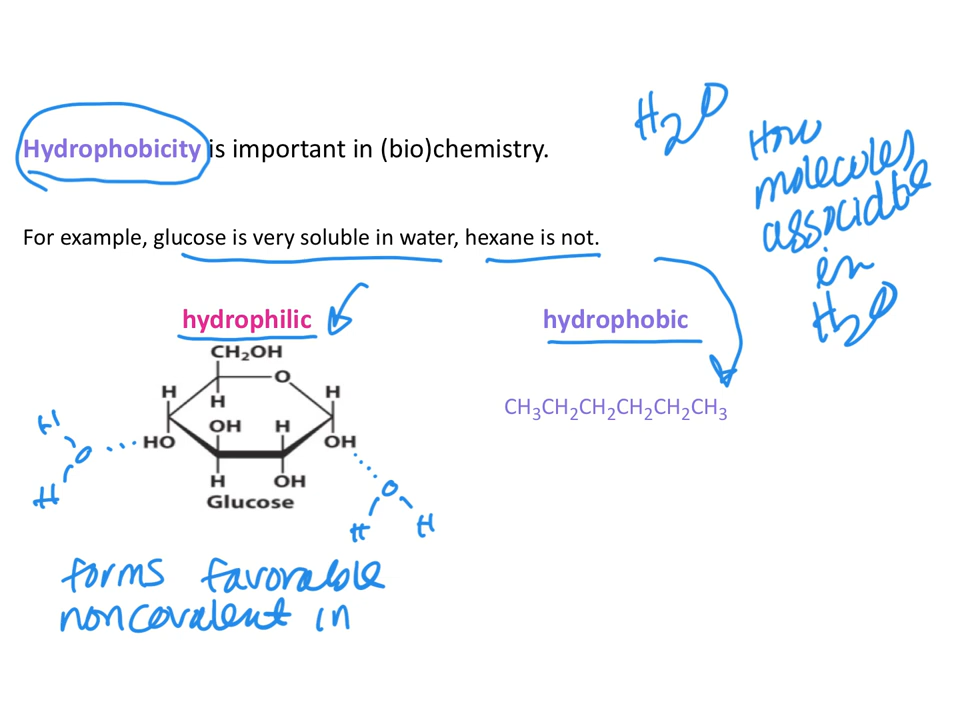 H2O
Hydrophobicity is important in (bio)chemistry.
How
molecules
associate
in
H2O
For example, glucose is very soluble in water, hexane is not.
hydrophilic
hydrophobic
CH2OH
O
H
H
H
OH
H
HO
OH
H
OH
Glucose
CH3CH2CH2CH2CH2CH3
H
O
H
O
H
H
forms favorable
noncovalent in